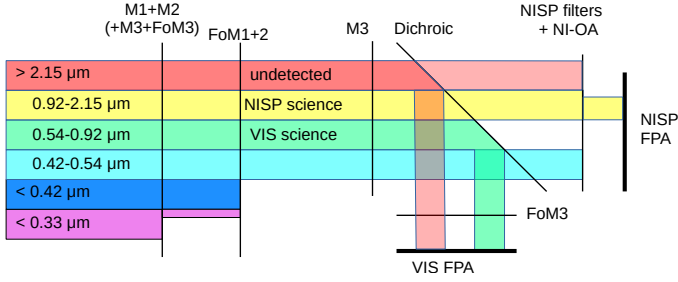 M1+M2
(+M3+FoM3)
FoM1+2
M3
Dichroic
NISP filters
+ NI-OA
> 2.15 μm
undetected
0.92-2.15 μm
NISP science
NISP
FPA
0.54-0.92 μm
VIS science
0.42-0.54 μm
< 0.42 μm
< 0.33 μm
FoM3
VIS FPA